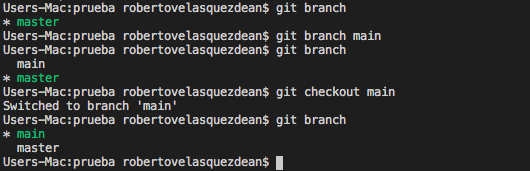 Users-Mac:prueba robertovelasquezdean$ git branch
* master
Users-Mac:prueba robertovelasquezdean$ git branch main
Users-Mac:prueba robertovelasquezdean$ git branch
  main
* master
Users-Mac:prueba robertovelasquezdean$ git checkout main
Switched to branch 'main'
Users-Mac:prueba robertovelasquezdean$ git branch
* main
  master
Users-Mac:prueba robertovelasquezdean$